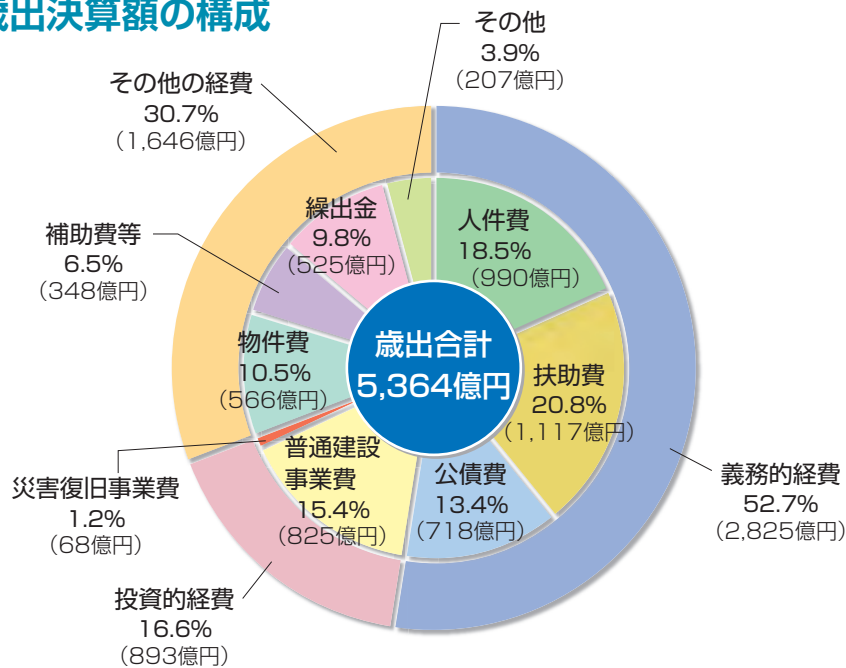 歳出決算額の構成
その他
3.9%
(207億円)
その他の経費
30.7%
(1,646億円)
繰出金
9.8%
(525億円)
人件費
18.5%
(990億円)
補助費等
6.5%
(348億円)
物件費
10.5%
(566億円)
歳出合計
5,364億円
扶助費
20.8%
(1,117億円)
普通建設
事業費
15.4%
(825億円)
公債費
13.4%
(718億円)
災害復旧事業費
1.2%
(68億円)
義務的経費
52.7%
(2,825億円)
投資的経費
16.6%
(893億円)